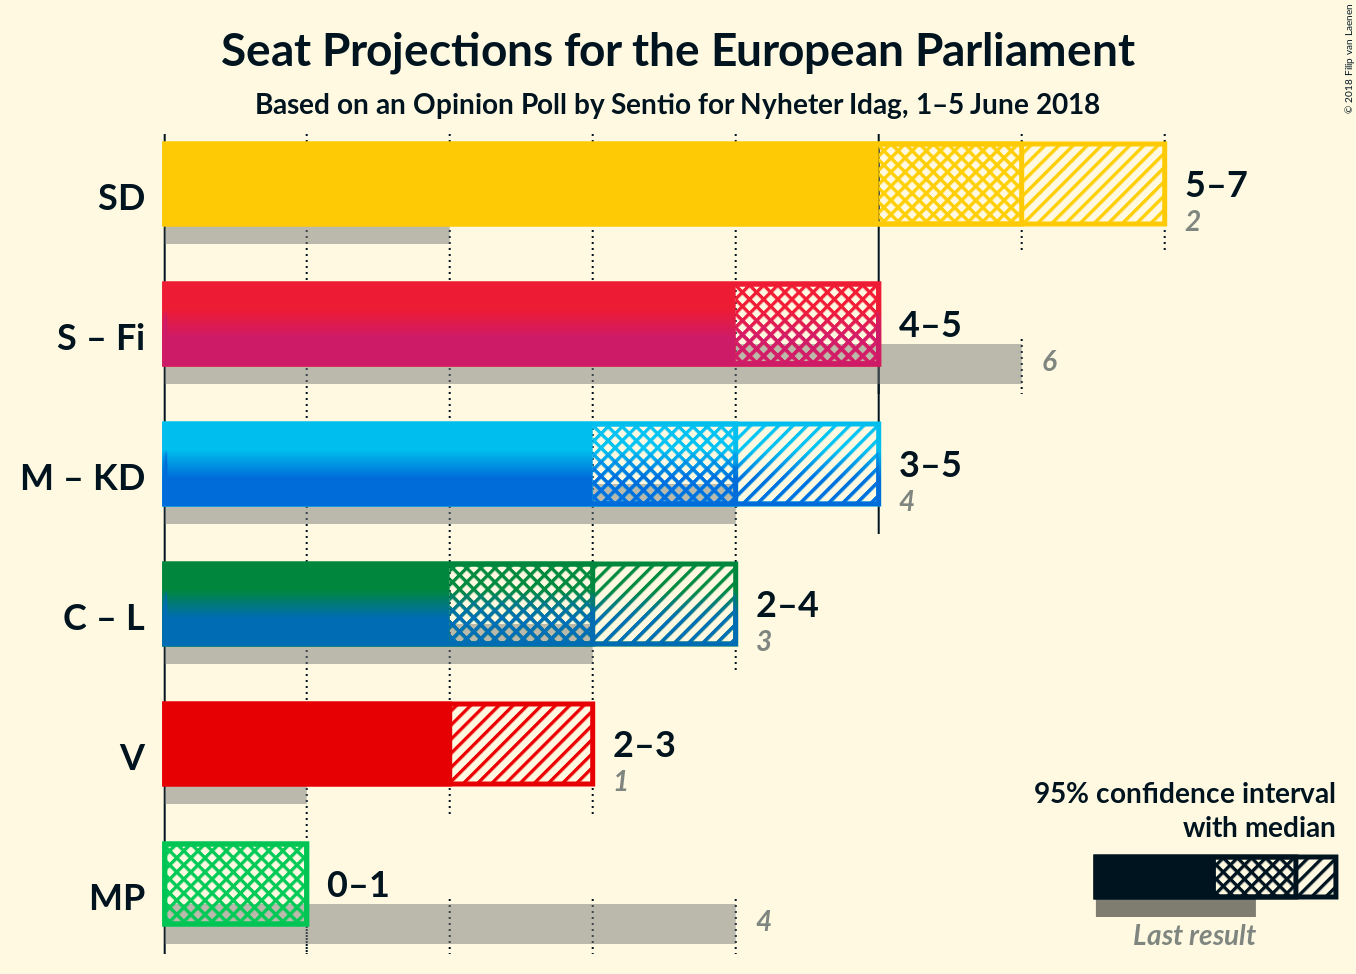 Seat Projections for the European Parliament
Based on an Opinion Poll by Sentio for Nyheter Idag, 1–5 June 2018
© 2018 Filip van Laenen
SD
5–7
2
S – Fi
4–5
6
M – KD
3–5
4
C – L
2–4
3
V
2–3
1
MP
0–1
4
95% confidence interval
with median
Last result